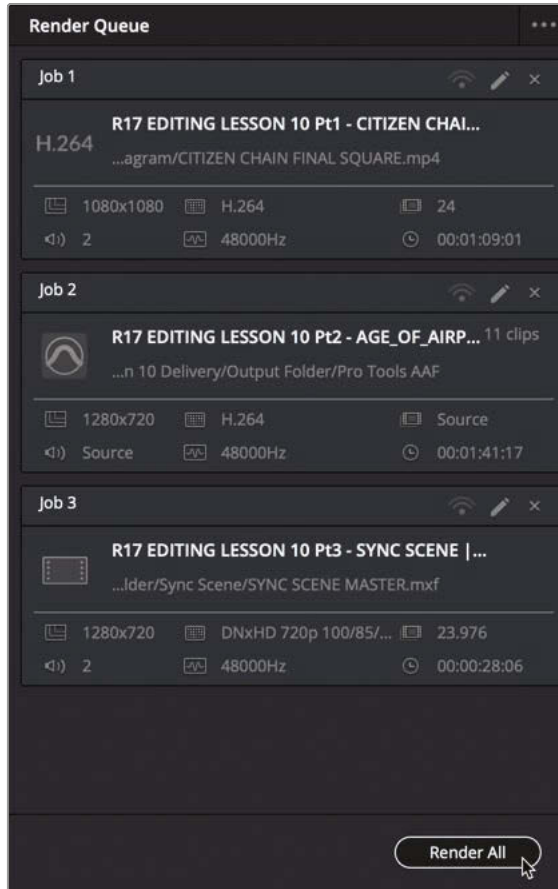 Render Queue
Job 1
H.264
R17 EDITING LESSON 10 Pt1 - CITIZEN CHAI...
...agram/CITIZEN CHAIN FINAL SQUARE.mp4
1080x1080 H.264 24
2 48000Hz 00:01:09:01
Job 2
R17 EDITING LESSON 10 Pt2 - AGE_OF_AIRP... 11 clips
...n 10 Delivery/Output Folder/Pro Tools AAF
1280x720 H.264 Source
Source 48000Hz 00:01:41:17
Job 3
R17 EDITING LESSON 10 Pt3 - SYNC SCENE |...
...lder/Sync Scene/SYNC SCENE MASTER.mxf
1280x720 DNxHD 720p 100/85/... 23.976
2 48000Hz 00:00:28:06
Render All